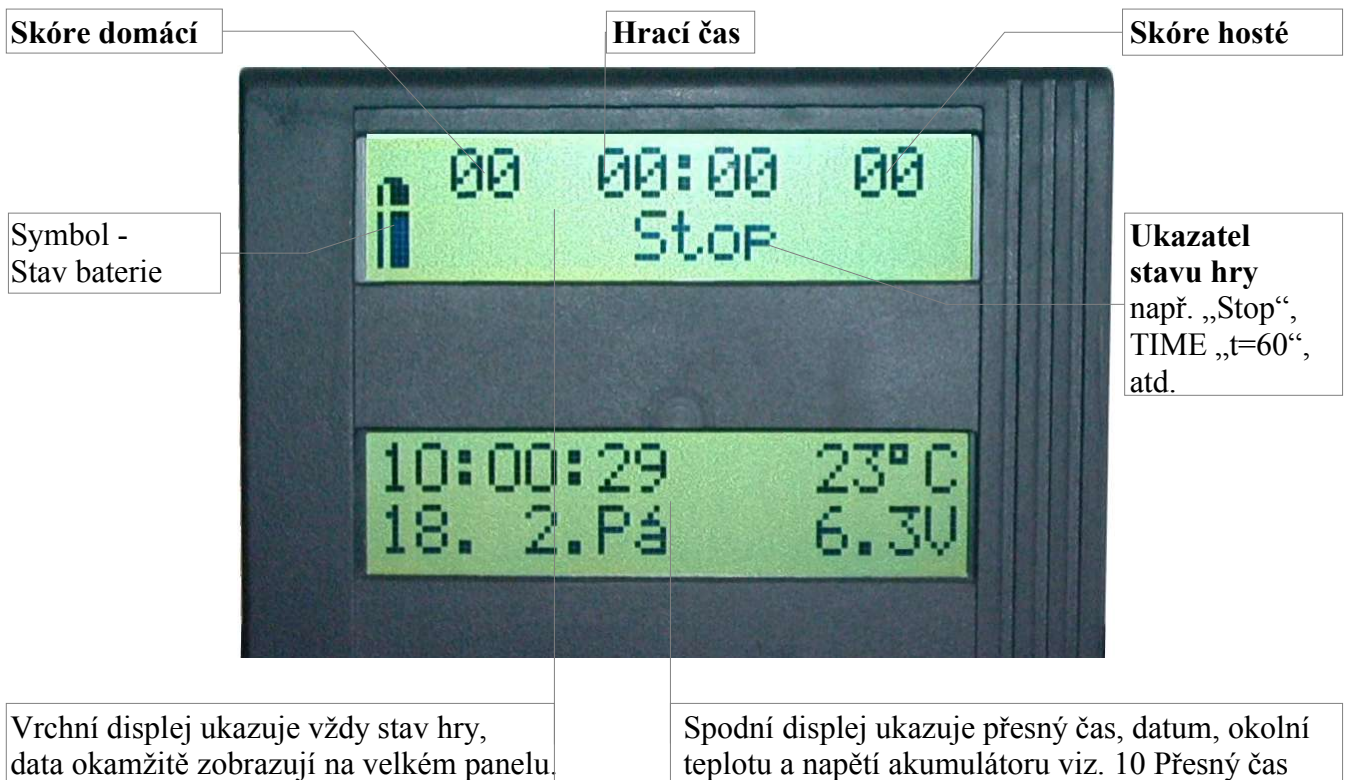 Skóre domácí
Hrací čas
Skóre hosté
00 00:00 00
Stop
Symbol -
Stav baterie
Ukazatel
stavu hry
např. „Stop“,
TIME „t=60“,
atd.
10:00:29 23°C
18. 2.Pá 6.3V
Vrchní displej ukazuje vždy stav hry,
data okamžitě zobrazují na velkém panelu.
Spodní displej ukazuje přesný čas, datum, okolní
teplotu a napětí akumulátoru viz. 10 Přesný čas